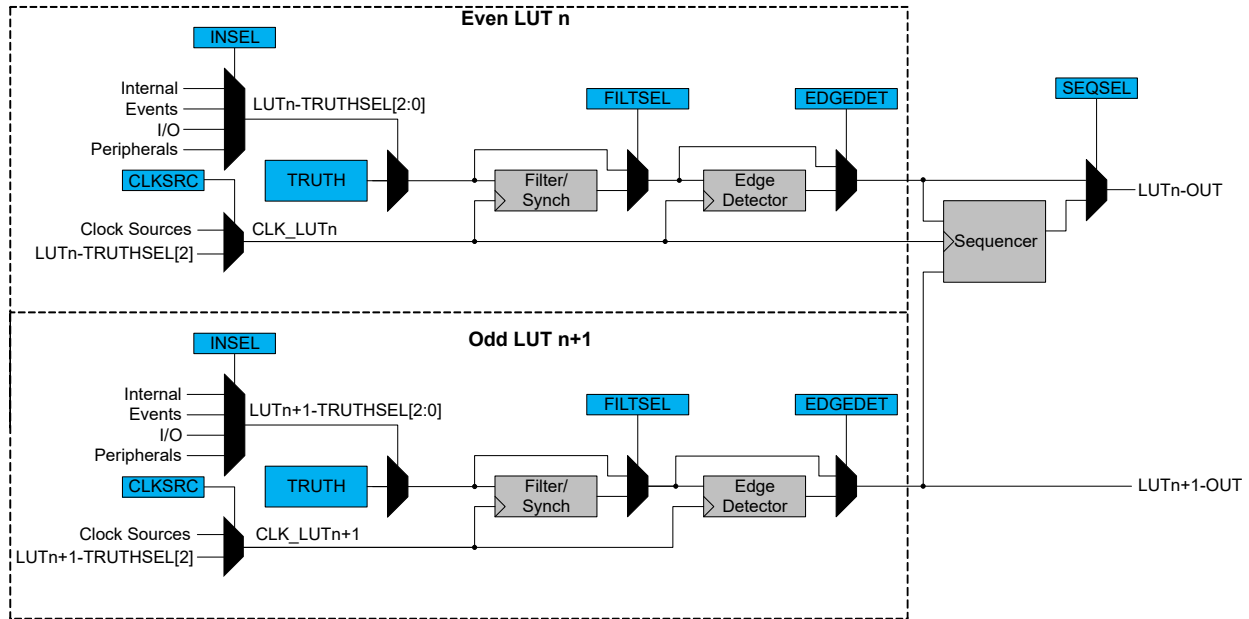 Even LUT n
INSEL
Internal
Events
I/O
Peripherals
LUTn-TRUTHSEL[2:0]
FILTSEL
EDGEDET
SEQSEL
CLKSRC
TRUTH
Filter/
Synch
Edge
Detector
LUTn-OUT
Clock Sources
LUTn-TRUTHSEL[2]
CLK_LUTn
Sequencer
Odd LUT n+1
INSEL
Internal
Events
I/O
Peripherals
LUTn+1-TRUTHSEL[2:0]
FILTSEL
EDGEDET
CLKSRC
TRUTH
Filter/
Synch
Edge
Detector
LUTn+1-OUT
Clock Sources
LUTn+1-TRUTHSEL[2]
CLK_LUTn+1